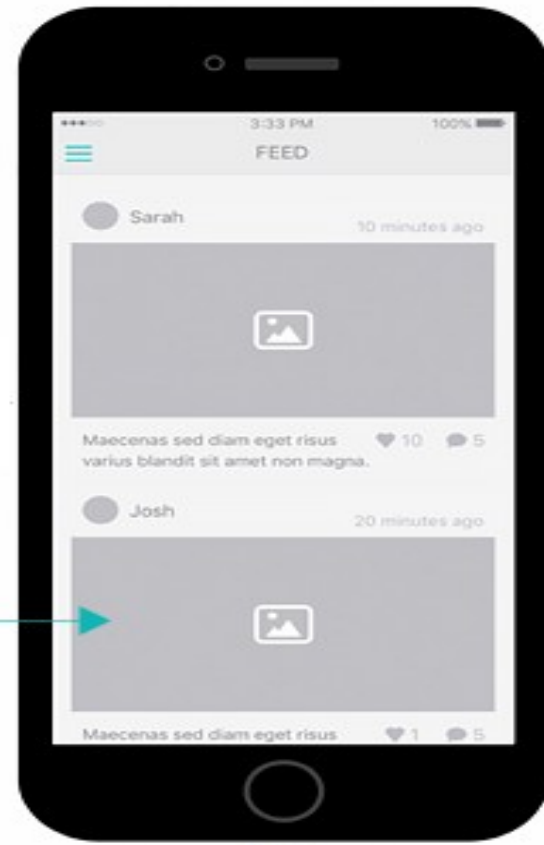 3:33 PM 100%
FEED
Sarah
10 minutes ago
Maecenas sed diam eget risus 10 5
varius blandit sit amet non magna.
Josh
20 minutes ago
Maecenas sed diam eget risus 1 5